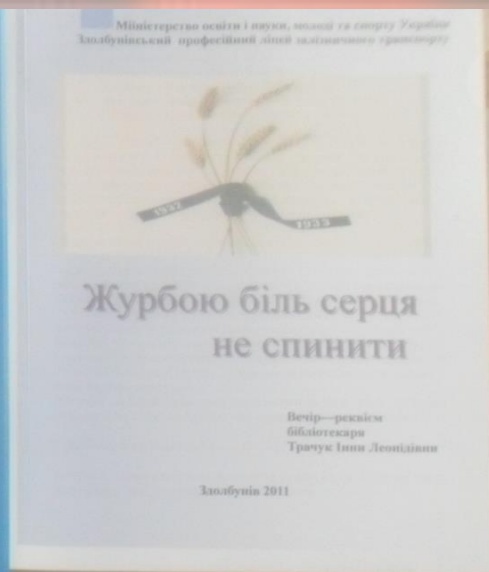 Міністерство освіти і науки, молоді та спорту України
Здолбунівський професійний ліцей залізничного транспорту
1932
1933
Журбою біль серця
не спинити
Вечір—реквієм
бібліотекаря
Трачук Інни Леонідівни
Здолбунів 2011